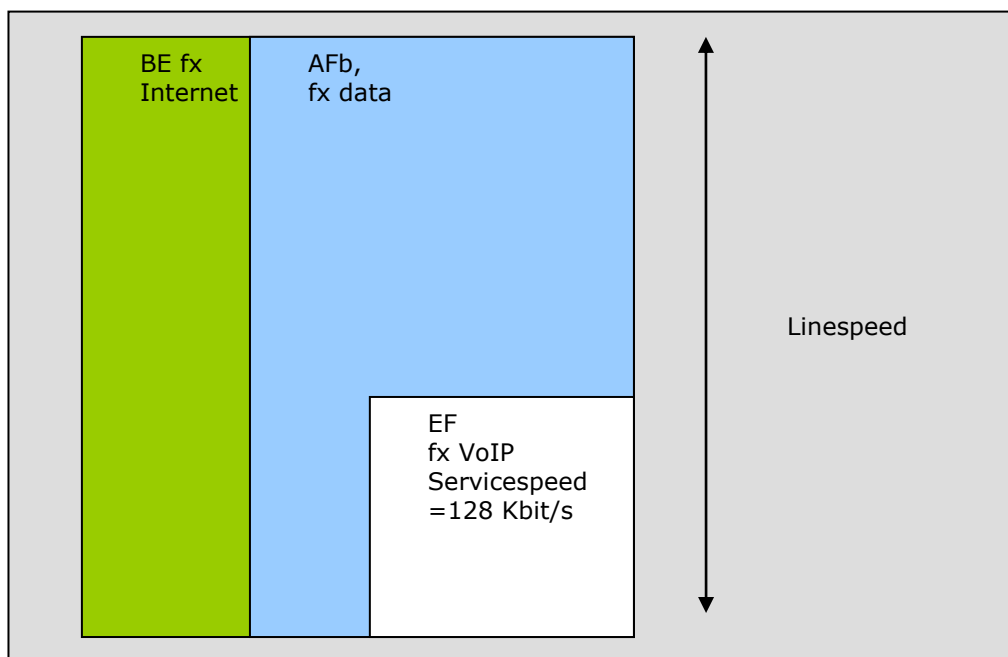 BE fx
Internet
AFb,
fx data
Linespeed
EF
fx VoIP
Servicespeed
=128 Kbit/s